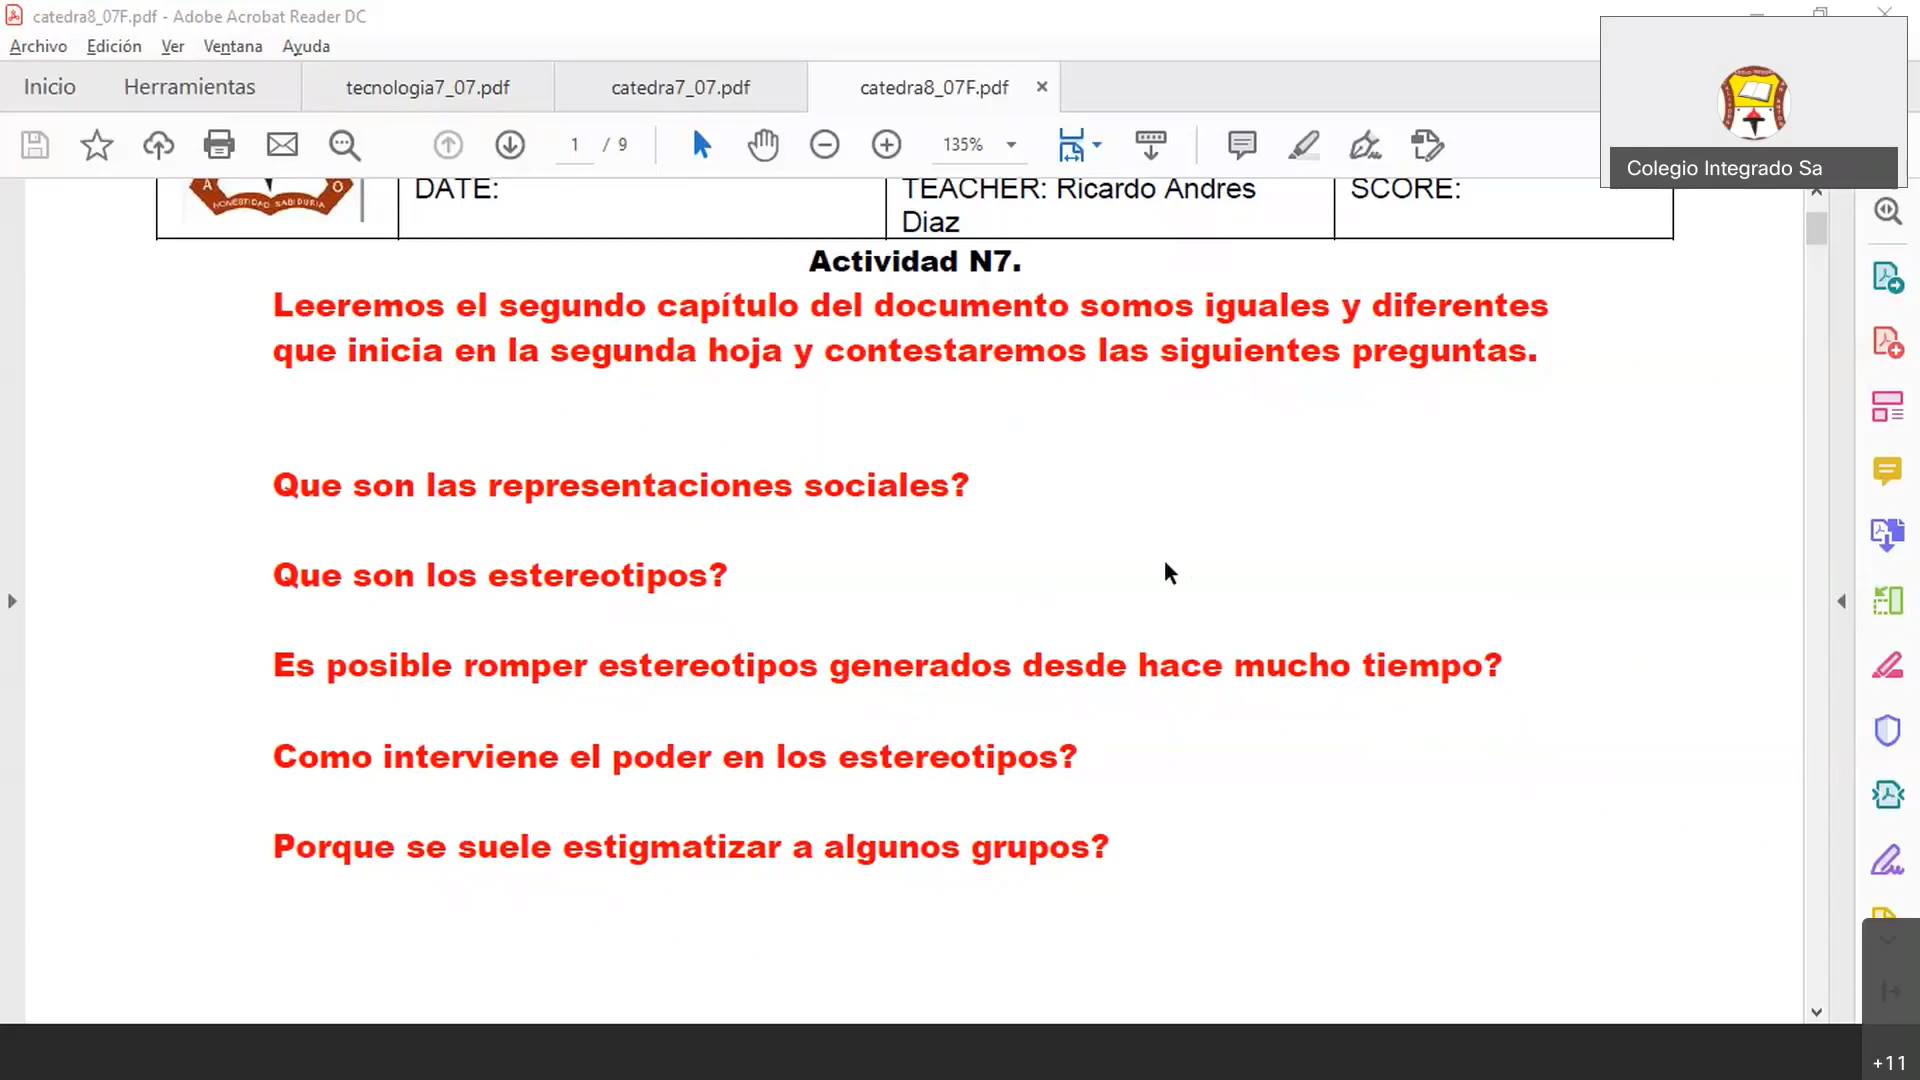 catedra8_07F.pdf - Adobe Acrobat Reader DC
Archivo Edición Ver Ventana Ayuda
Inicio Herramientas tecnologia7_07.pdf catedra7_07.pdf catedra8_07F.pdf
1 / 9 135%
Colegio Integrado Sa
A O
HONESTIDAD SABIDURIA
DATE: TEACHER: Ricardo Andres SCORE:
Diaz
Actividad N7.
Leeremos el segundo capítulo del documento somos iguales y diferentes
que inicia en la segunda hoja y contestaremos las siguientes preguntas.
Que son las representaciones sociales?
Que son los estereotipos?
Es posible romper estereotipos generados desde hace mucho tiempo?
Como interviene el poder en los estereotipos?
Porque se suele estigmatizar a algunos grupos?
+11